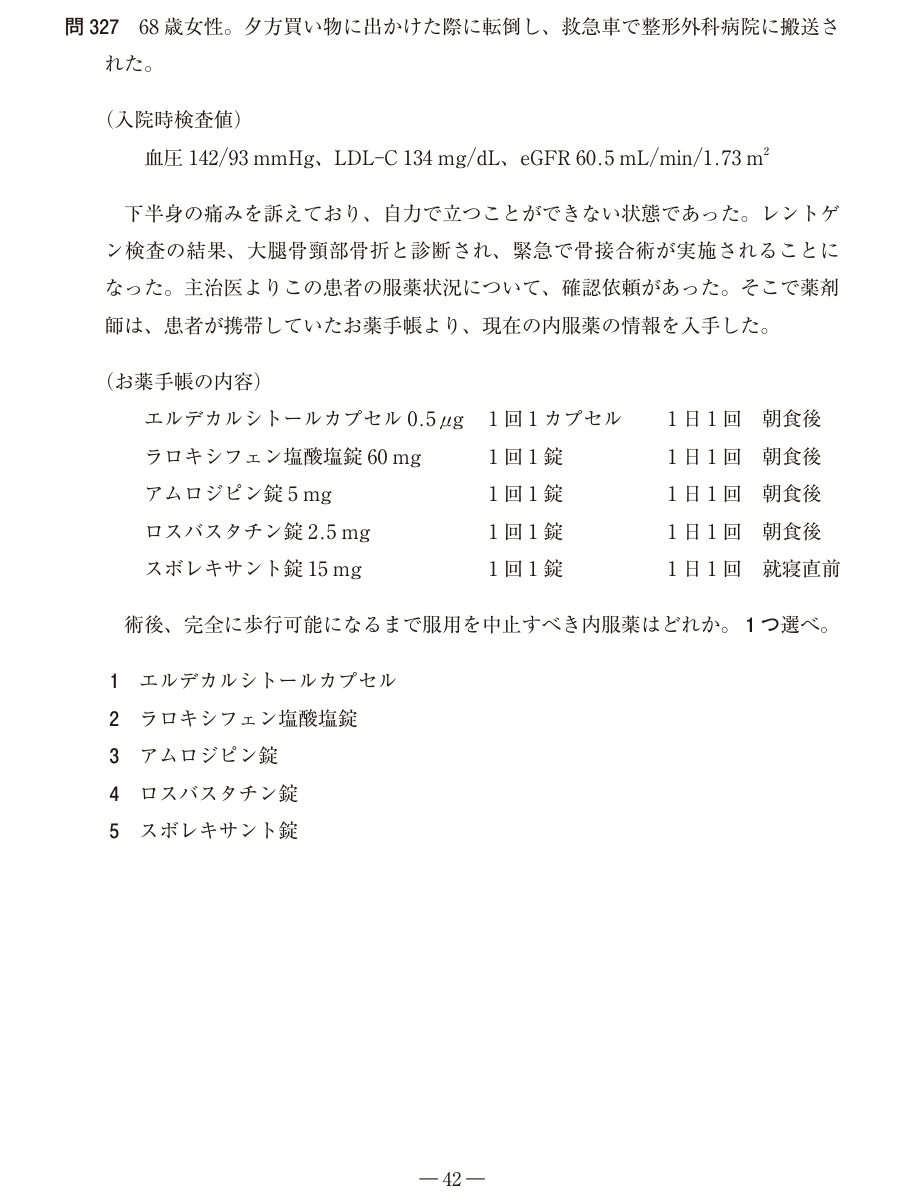 問 327 68 歳女性。夕方買い物に出かけた際に転倒し、救急車で整形外科病院に搬送さ
れた。
(入院時検査値)
血圧 142/93 mmHg、LDL-C 134 mg/dL、eGFR 60.5 mL/min/1.73 m²
下半身の痛みを訴えており、自力で立つことができない状態であった。レントゲ
ン検査の結果、大腿骨頸部骨折と診断され、緊急で骨接合術が実施されることに
なった。主治医よりこの患者の服薬状況について、確認依頼があった。そこで薬剤
師は、患者が携帯していたお薬手帳より、現在の内服薬の情報を入手した。
(お薬手帳の内容)
エルデカルシトールカプセル 0.5 μg 1 回 1 カプセル 1 日 1 回 朝食後
ラロキシフェン塩酸塩錠 60 mg 1 回 1 錠 1 日 1 回 朝食後
アムロジピン錠 5 mg 1 回 1 錠 1 日 1 回 朝食後
ロスバスタチン錠 2.5 mg 1 回 1 錠 1 日 1 回 朝食後
スボレキサント錠 15 mg 1 回 1 錠 1 日 1 回 就寝直前
術後、完全に歩行可能になるまで服用を中止すべき内服薬はどれか。1 つ選べ。
1 エルデカルシトールカプセル
2 ラロキシフェン塩酸塩錠
3 アムロジピン錠
4 ロスバスタチン錠
5 スボレキサント錠
— 42 —